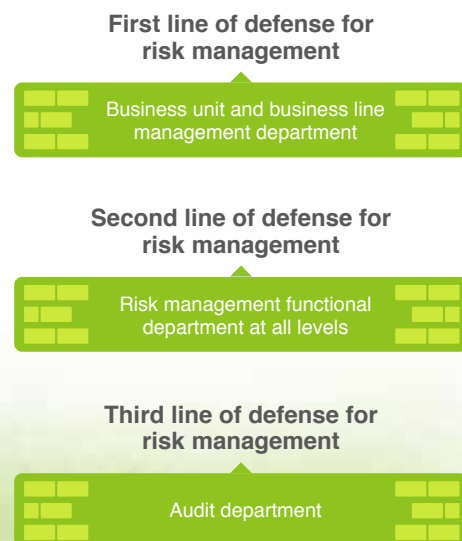 First line of defense for
risk management
Business unit and business line
management department
Second line of defense for
risk management
Risk management functional
department at all levels
Third line of defense for
risk management
Audit department